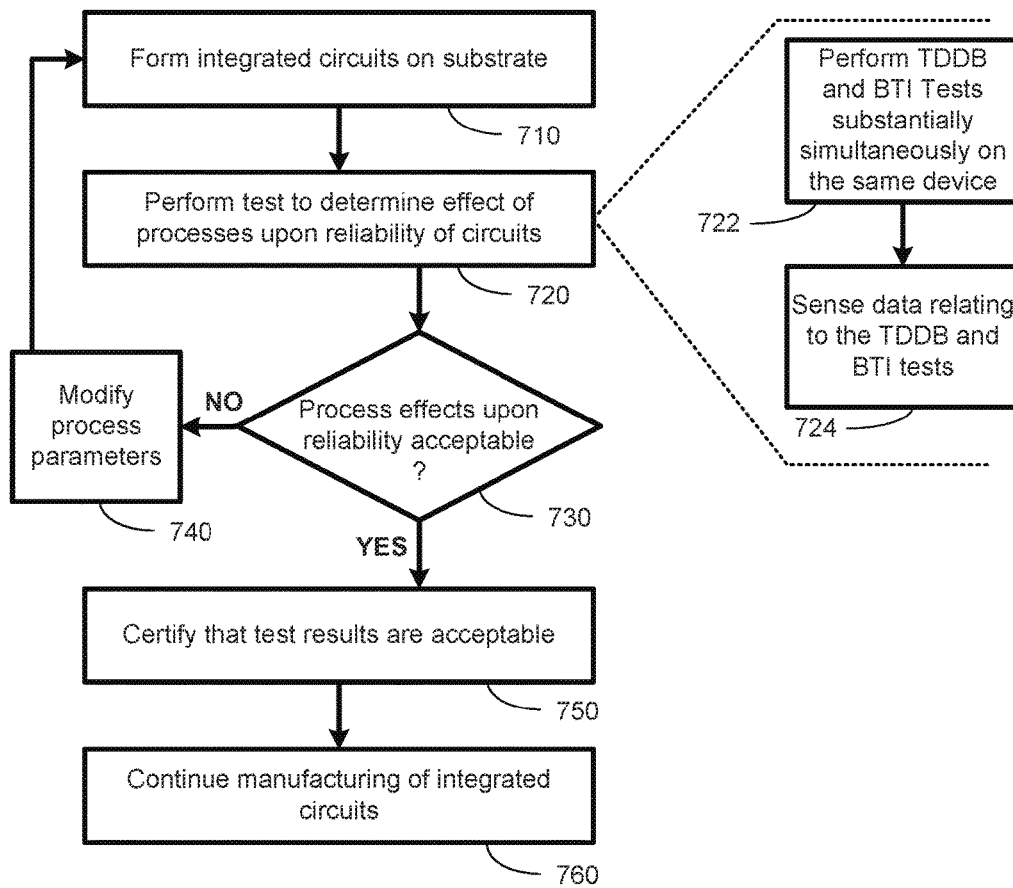 Form integrated circuits on substrate
710
Perform test to determine effect of
processes upon reliability of circuits
720
Process effects upon
reliability acceptable
?
730
NO
Modify
process
parameters
740
YES
Certify that test results are acceptable
750
Continue manufacturing of integrated
circuits
760
Perform TDDB
and BTI Tests
substantially
simultaneously on
the same device
722
Sense data relating
to the TDDB and
BTI tests
724